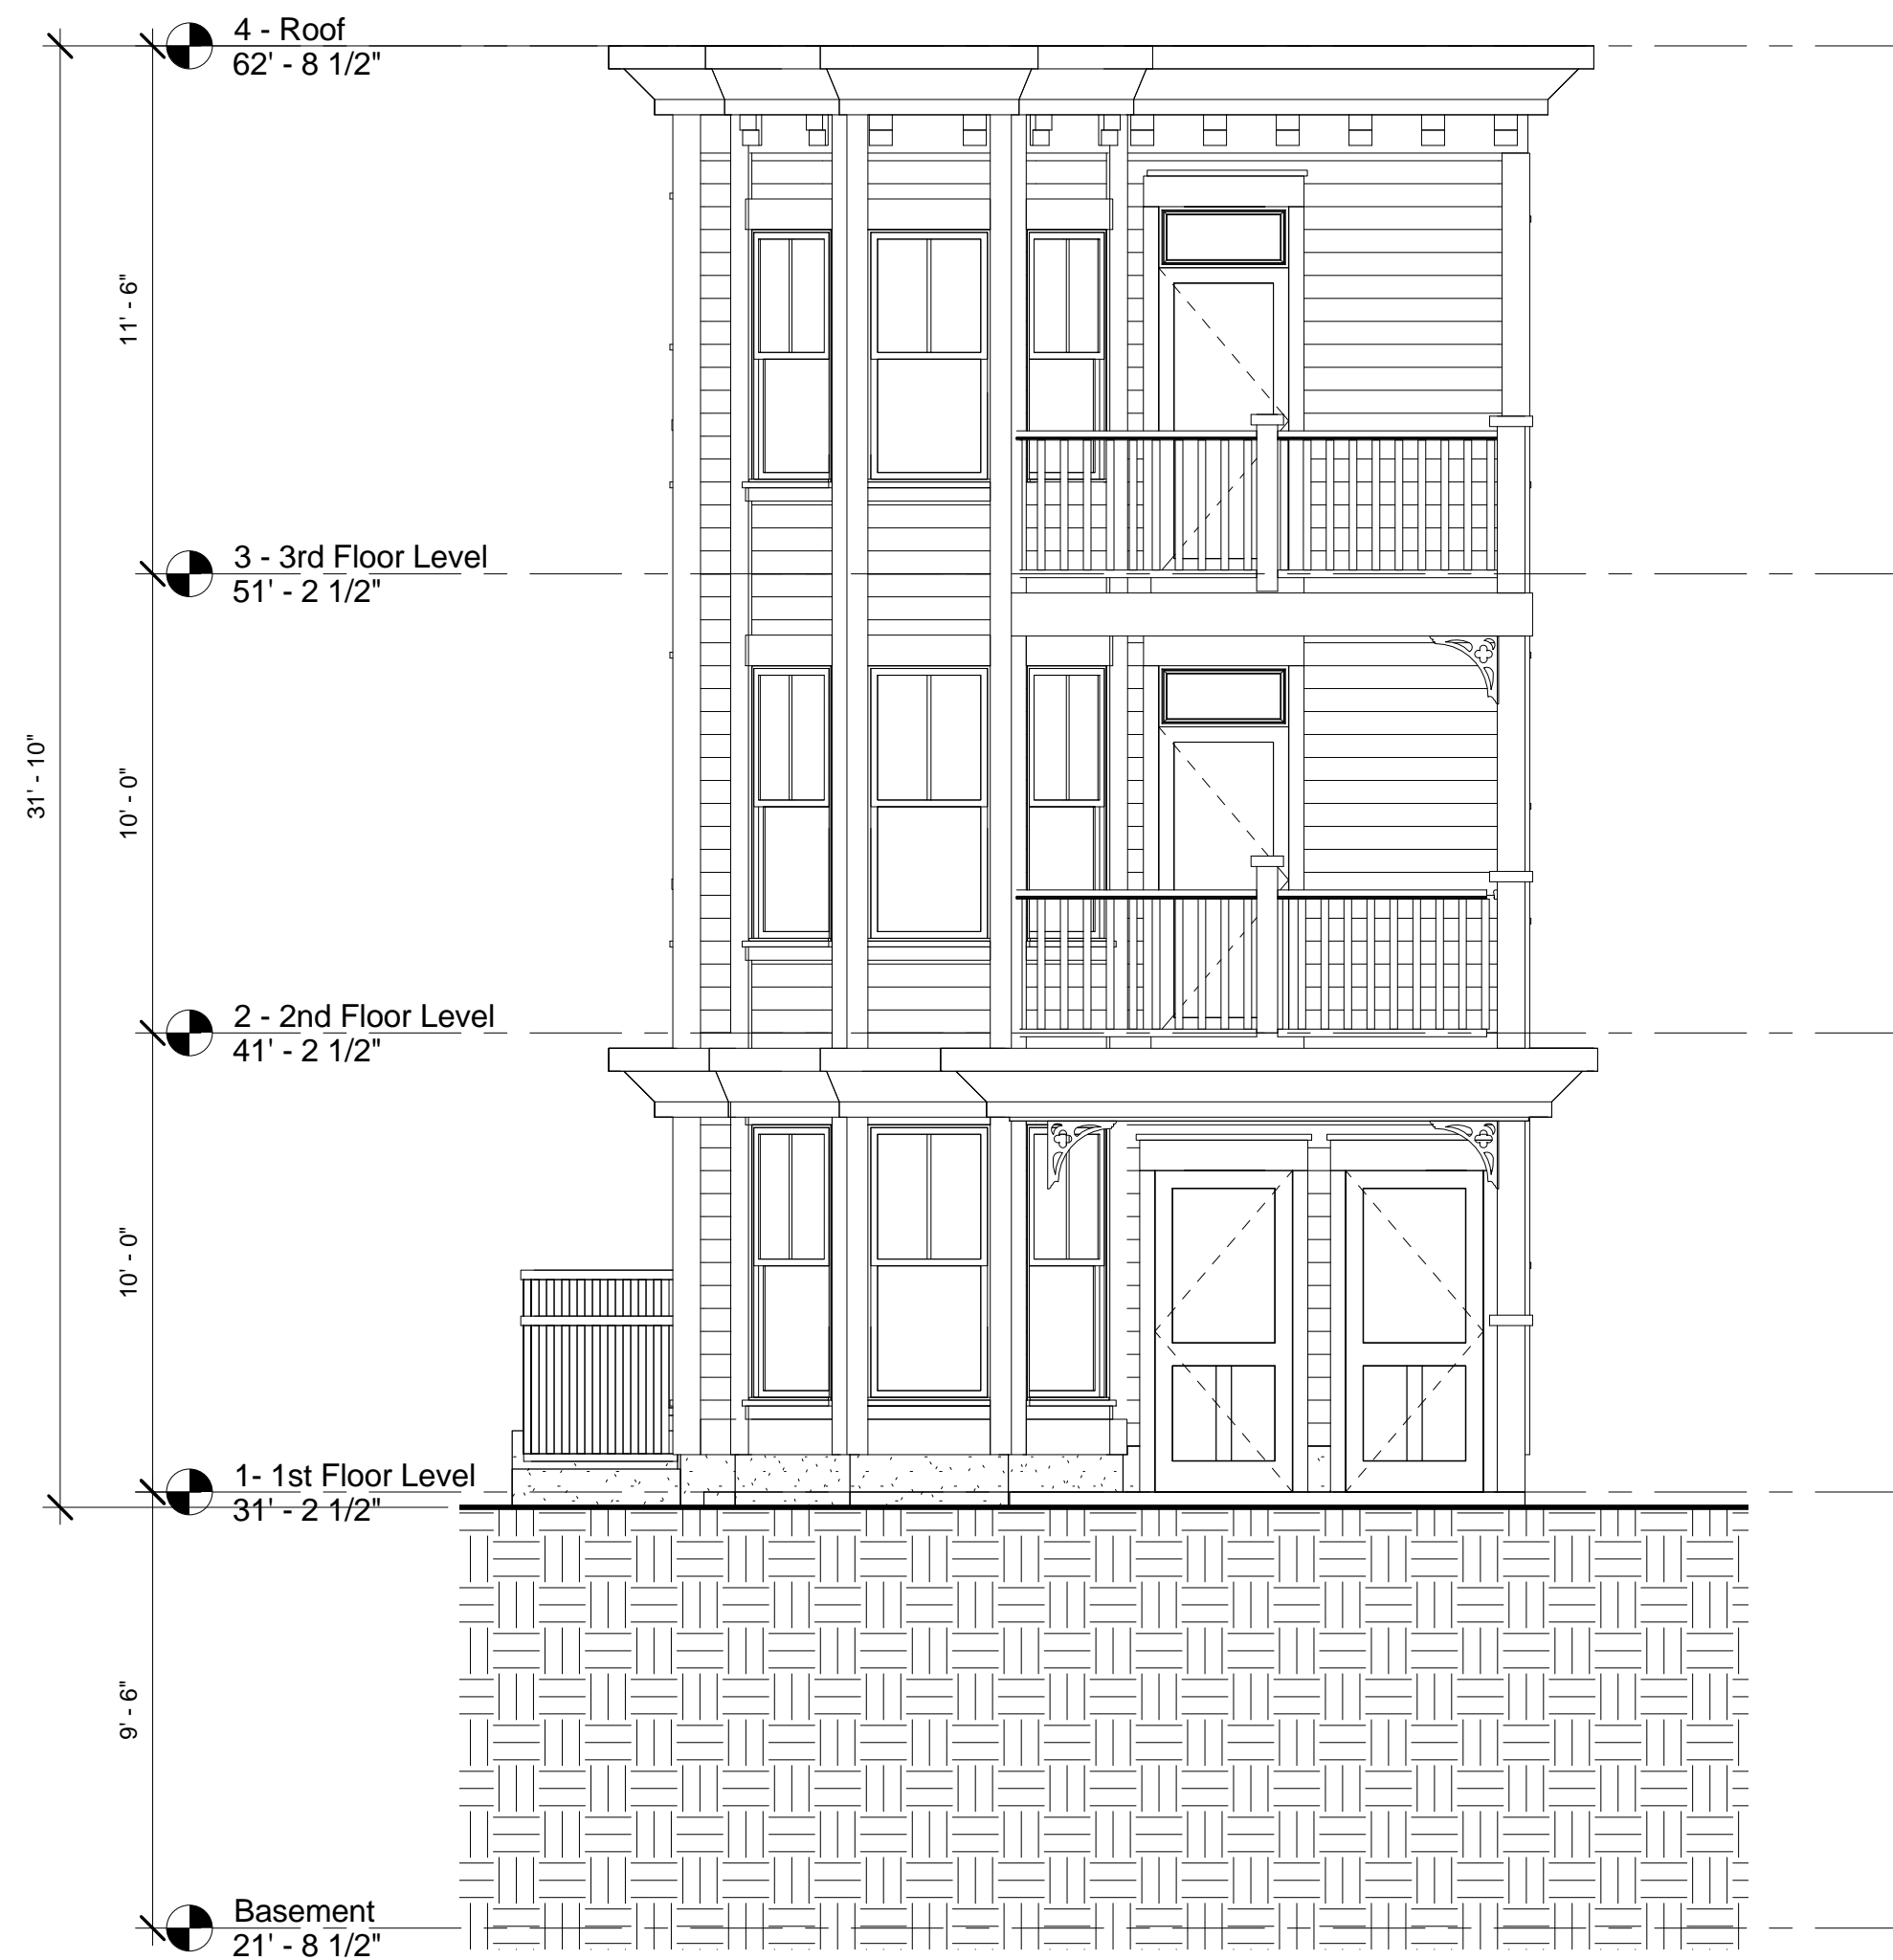 4 - Roof
62' - 8 1/2"
11' - 6"
3 - 3rd Floor Level
51' - 2 1/2"
31' - 10"
10' - 0"
2 - 2nd Floor Level
41' - 2 1/2"
10' - 0"
1- 1st Floor Level
31' - 2 1/2"
9' - 6"
Basement
21' - 8 1/2"